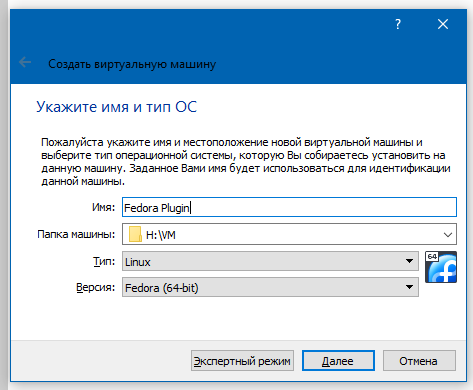 ?
Создать виртуальную машину
Укажите имя и тип ОС
Пожалуйста укажите имя и местоположение новой виртуальной машины и
выберите тип операционной системы, которую Вы собираетесь установить на
данную машину. Заданное Вами имя будет использоваться для идентификации
данной машины.
Имя: Fedora Plugin
Папка машины: H:\VM
Тип: Linux
64
Версия: Fedora (64-bit)
Экспертный режим Далее Отмена